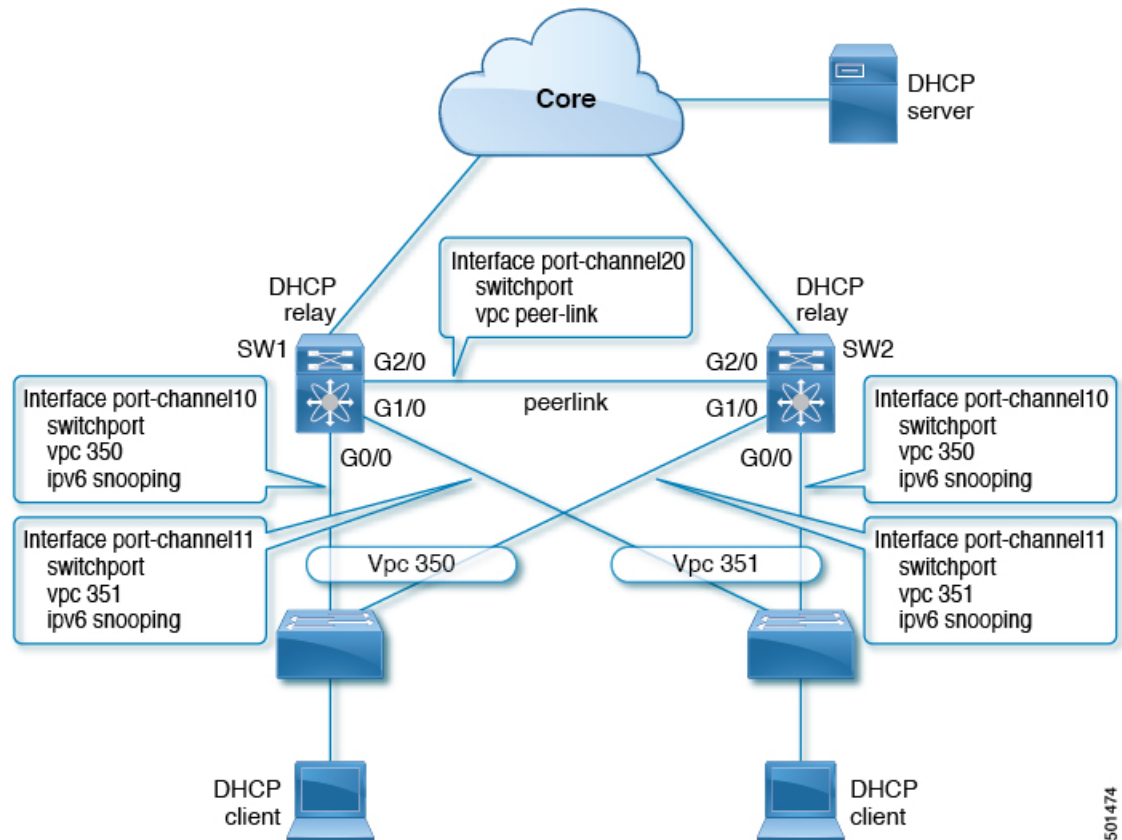 Core
DHCP
server
Interface port-channel20
switchport
vpc peer-link
DHCP
relay
DHCP
relay
SW1
G2/0
G2/0
SW2
peerlink
Interface port-channel10
switchport
vpc 350
ipv6 snooping
G1/0
G1/0
Interface port-channel10
switchport
vpc 350
ipv6 snooping
G0/0
G0/0
Interface port-channel11
switchport
vpc 351
ipv6 snooping
Vpc 350
Vpc 351
Interface port-channel11
switchport
vpc 351
ipv6 snooping
DHCP
client
DHCP
client
501474